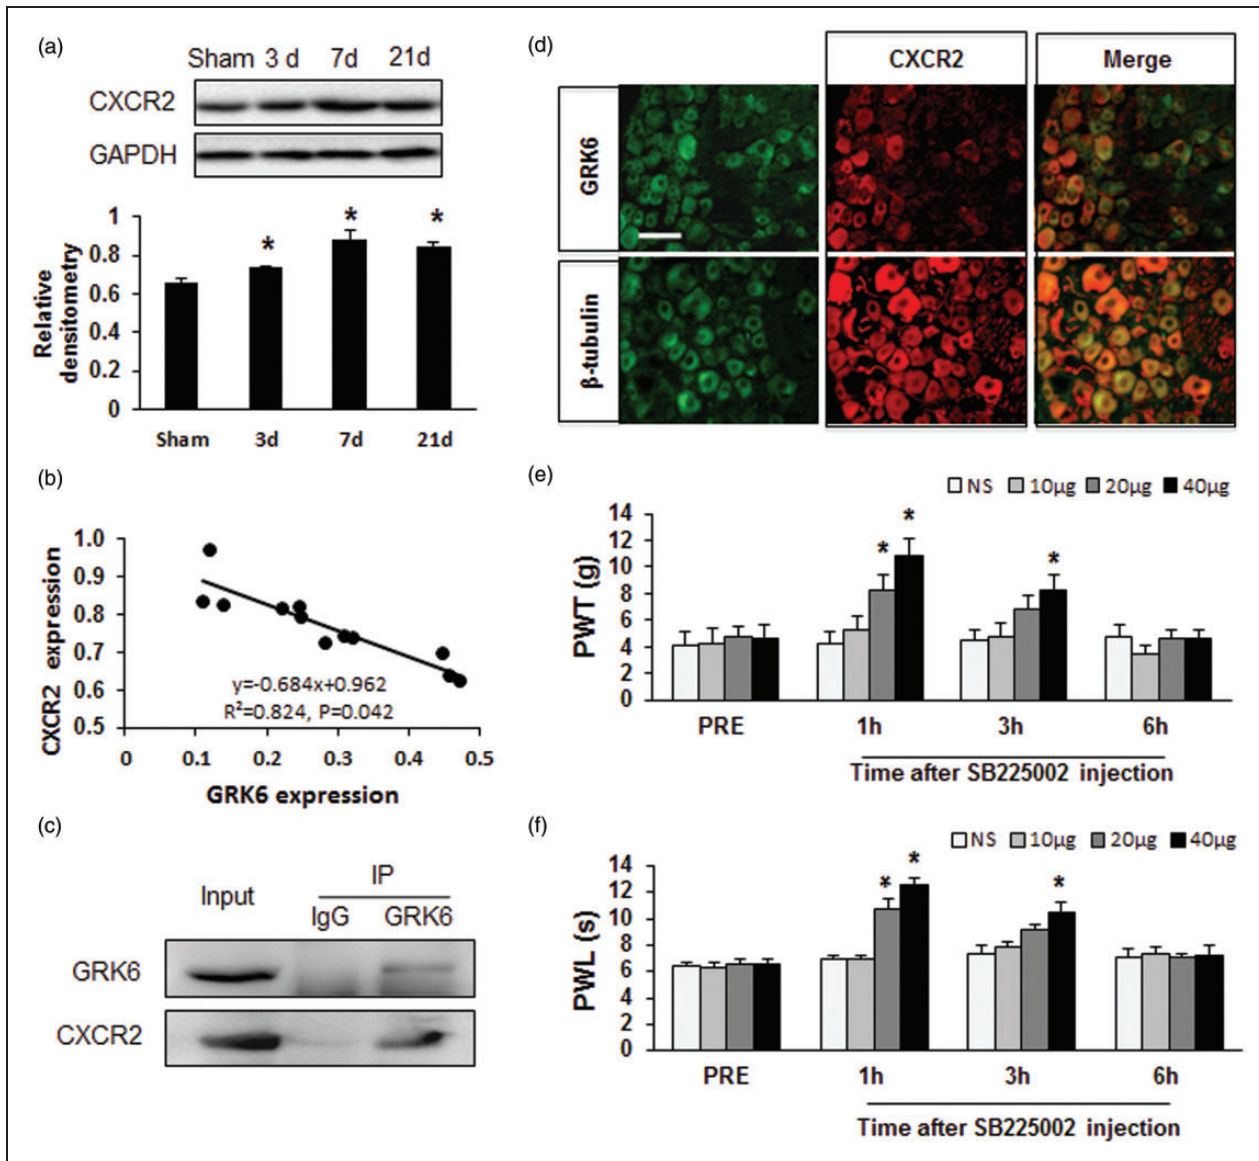 (a)
Sham 3 d 7d 21d
CXCR2
GAPDH
Relative densitometry
1
0.8
0.6
0.4
0.2
0
* * *
Sham 3d 7d 21d
(b)
CXCR2 expression
1.0
0.9
0.8
0.7
0.6
0.5
y=-0.684x+0.962
R²=0.824, P=0.042
0 0.1 0.2 0.3 0.4 0.5
GRK6 expression
(c)
Input
IP
IgG GRK6
GRK6
CXCR2
(d)
CXCR2 Merge
GRK6
β-tubulin
(e)
NS 10µg 20µg 40µg
PWT (g)
14
12
10
8
6
4
2
0
* * *
PRE 1h 3h 6h
Time after SB225002 injection
(f)
NS 10µg 20µg 40µg
PWL (s)
14
12
10
8
6
4
2
0
* * *
PRE 1h 3h 6h
Time after SB225002 injection